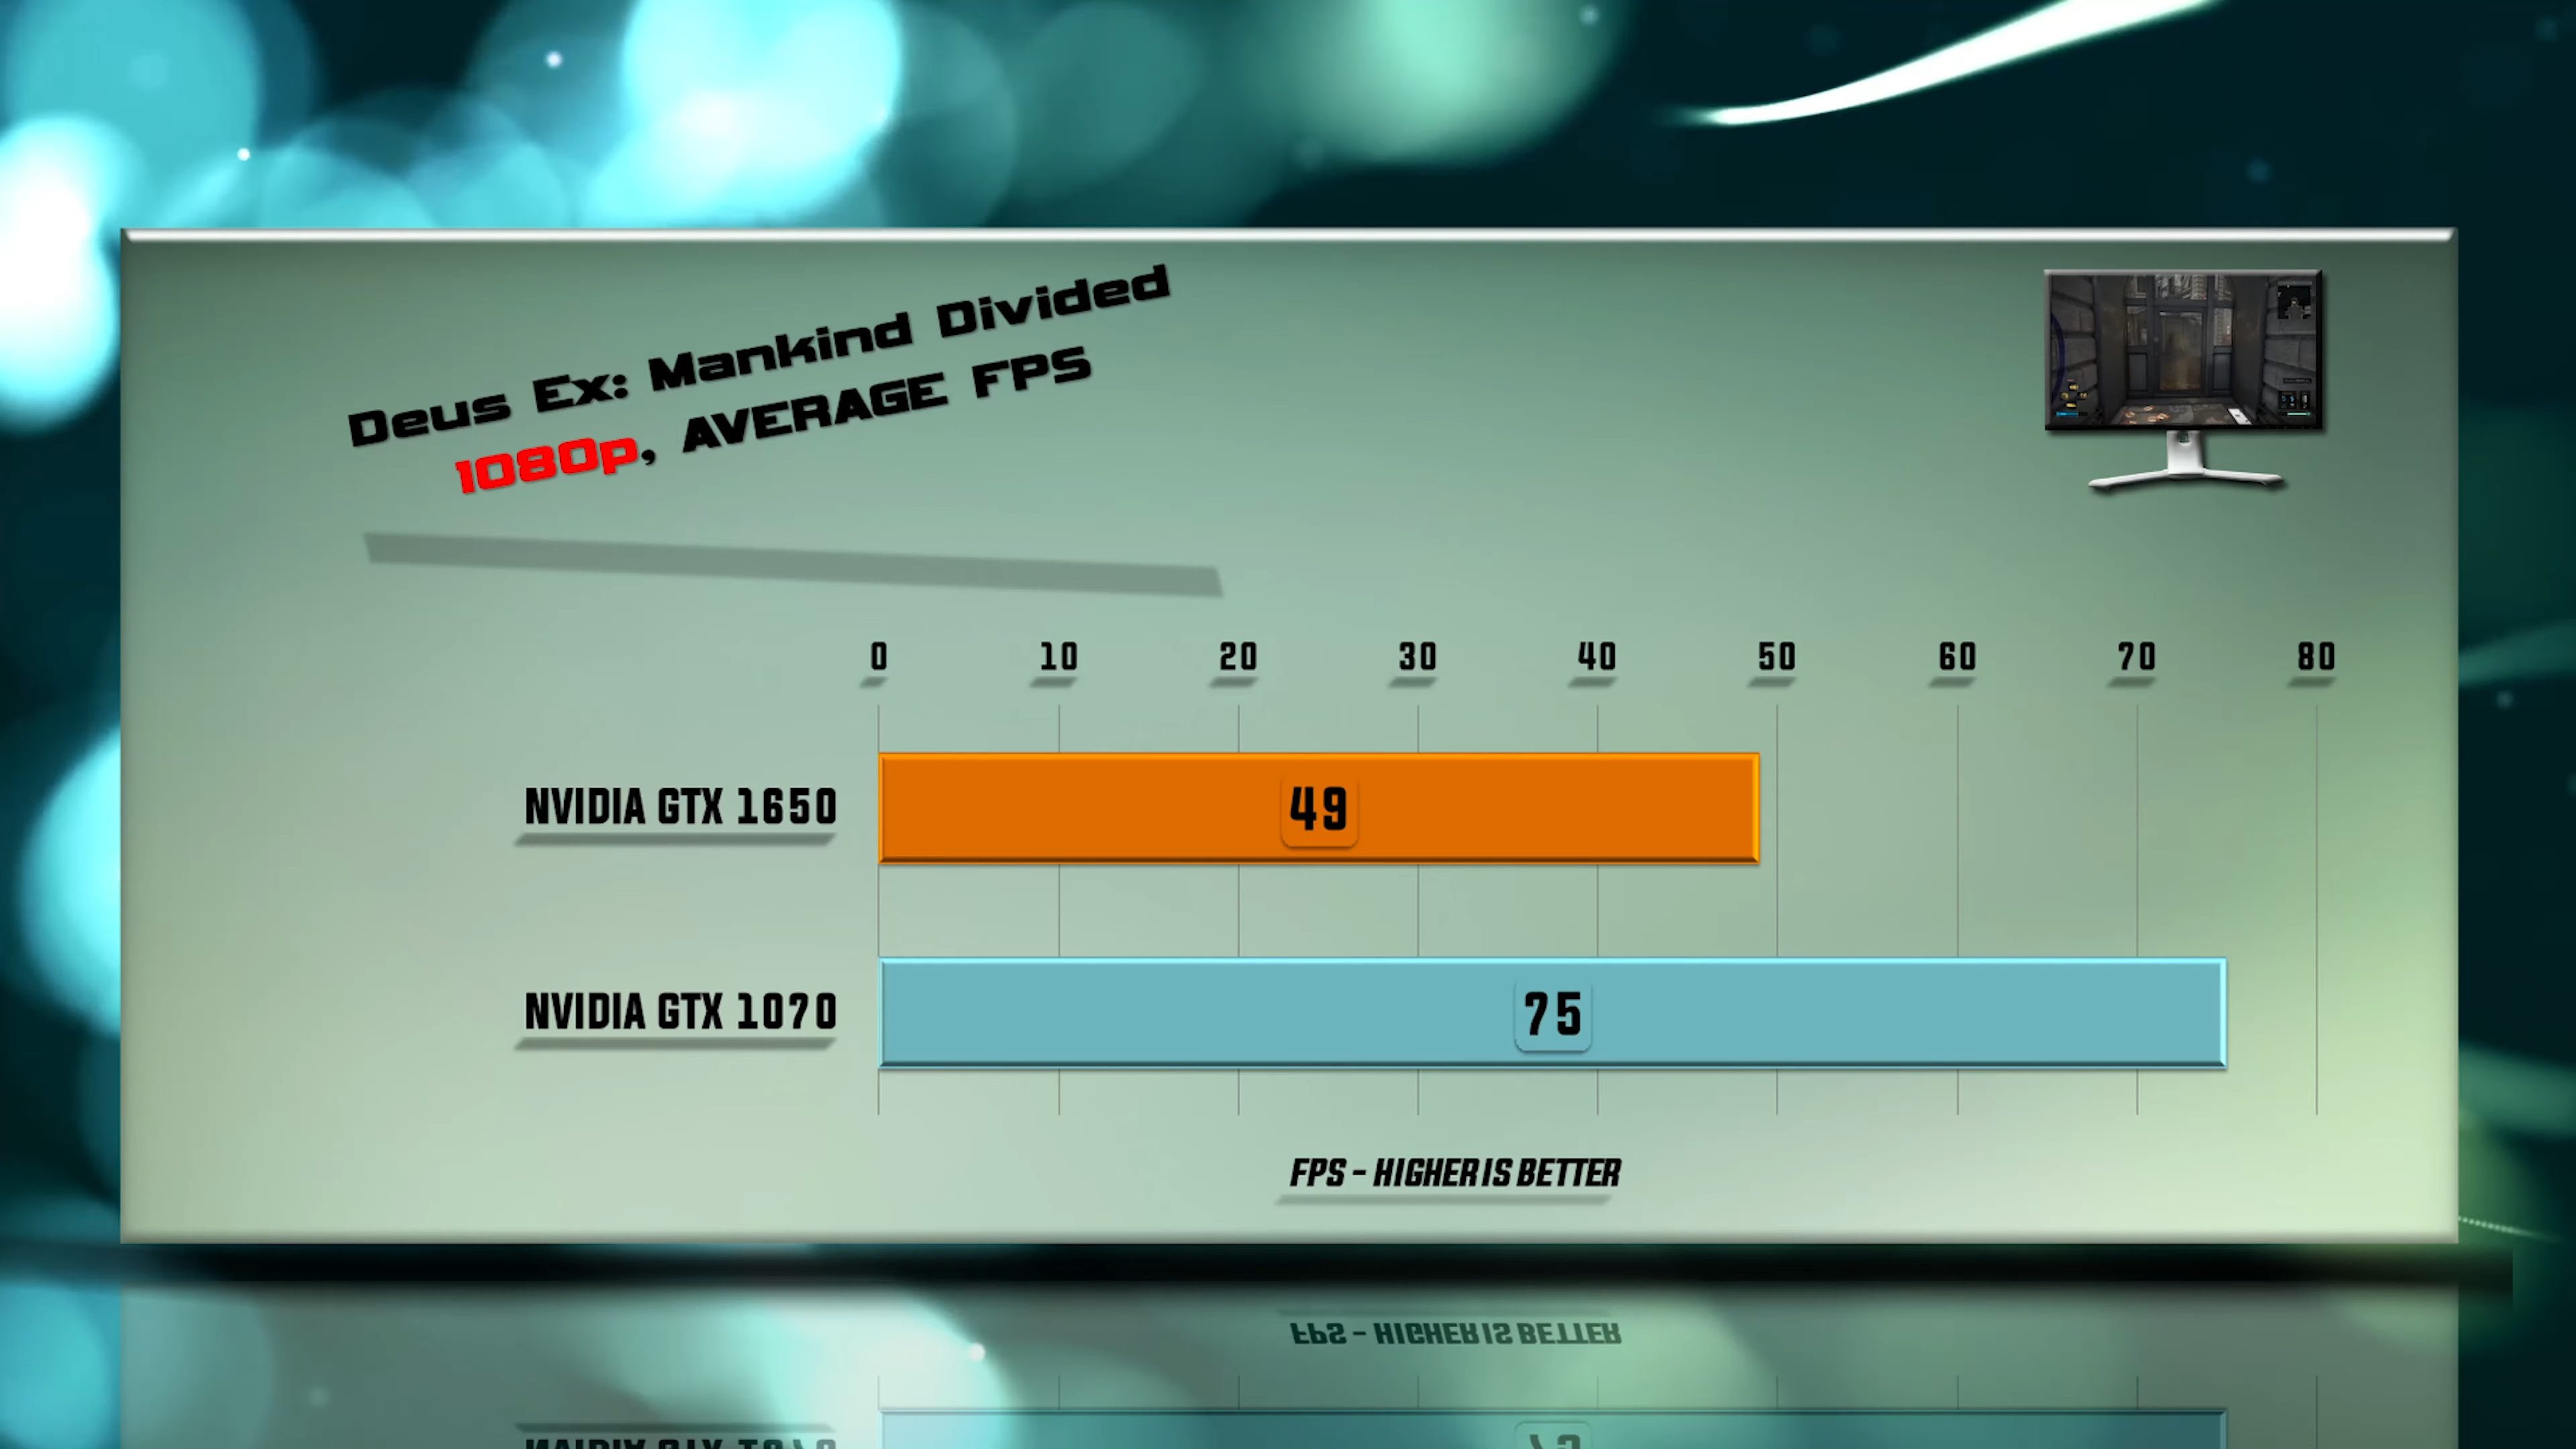 Deus Ex: Mankind Divided
1080p, AVERAGE FPS
0 10 20 30 40 50 60 70 80
NVIDIA GTX 1650 49
NVIDIA GTX 1070 75
FPS - HIGHER IS BETTER